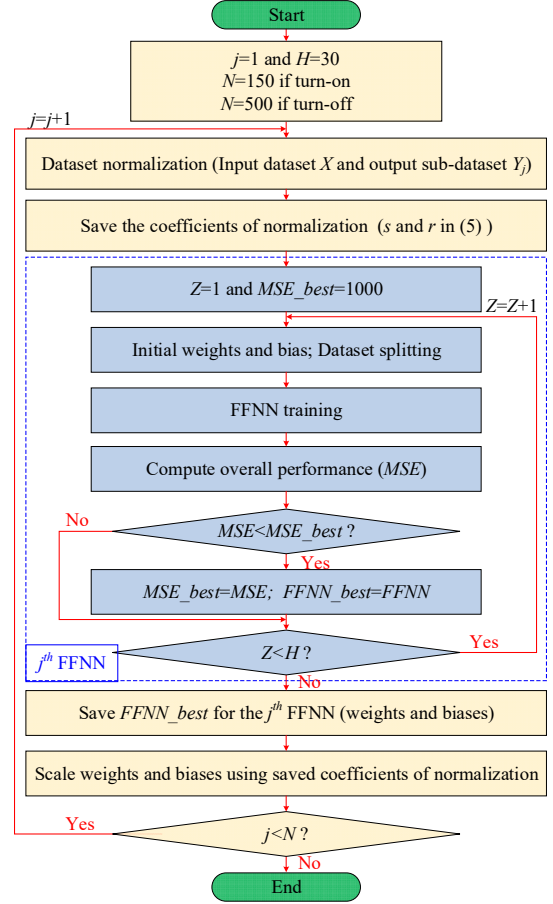 Start
j=1 and H=30
N=150 if turn-on
N=500 if turn-off
j=j+1
Dataset normalization (Input dataset X and output sub-dataset Yj)
Save the coefficients of normalization (s and r in (5) )
Z=1 and MSE_best=1000
Z=Z+1
Initial weights and bias; Dataset splitting
FFNN training
Compute overall performance (MSE)
No
MSE<MSE_best ?
Yes
MSE_best=MSE; FFNN_best=FFNN
Z<H ?
Yes
jth FFNN
No
Save FFNN_best for the jth FFNN (weights and biases)
Scale weights and biases using saved coefficients of normalization
Yes
j<N ?
No
End